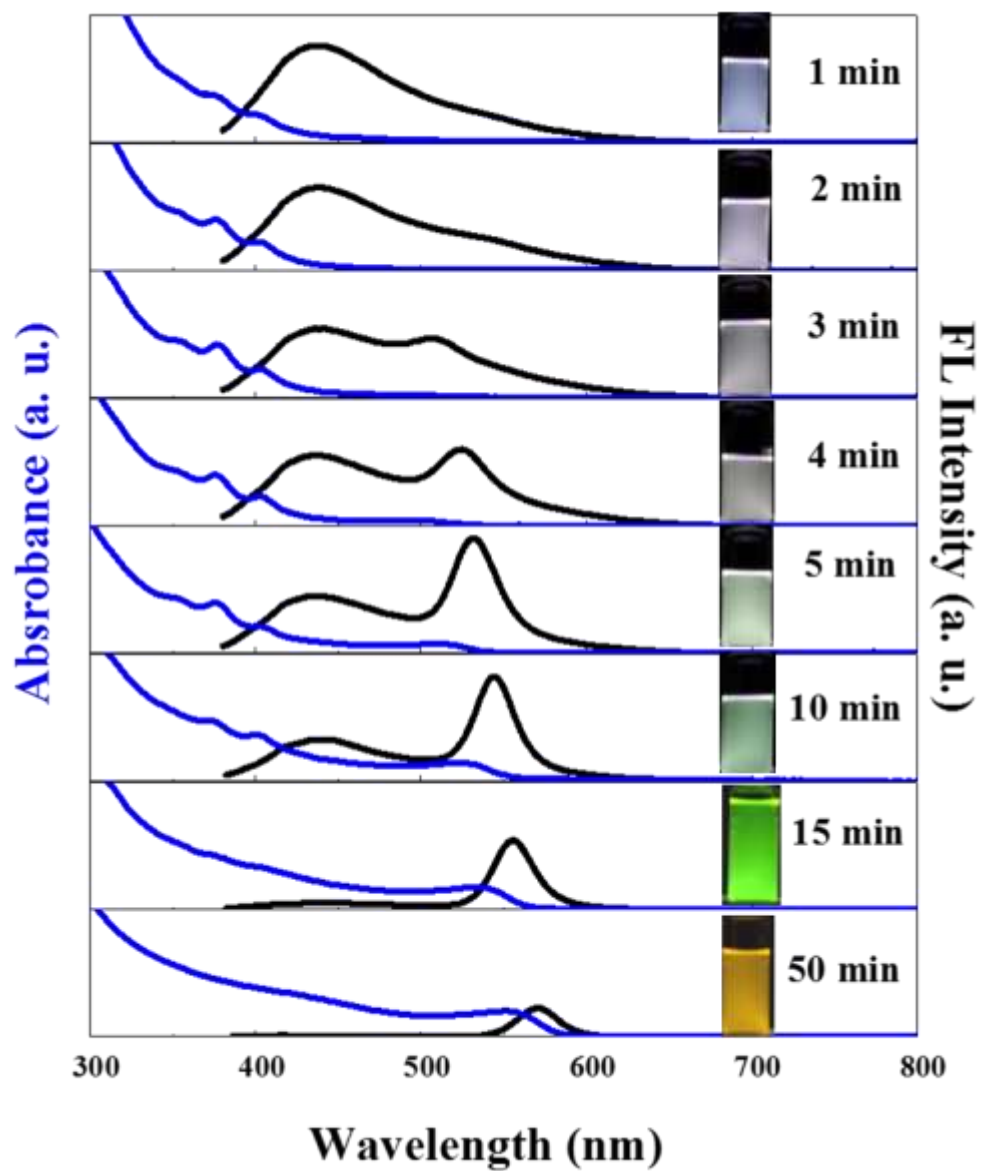 1 min
2 min
3 min
4 min
5 min
10 min
15 min
50 min
Absrobance (a. u.)
FL Intensity (a. u.)
300 400 500 600 700 800
Wavelength (nm)